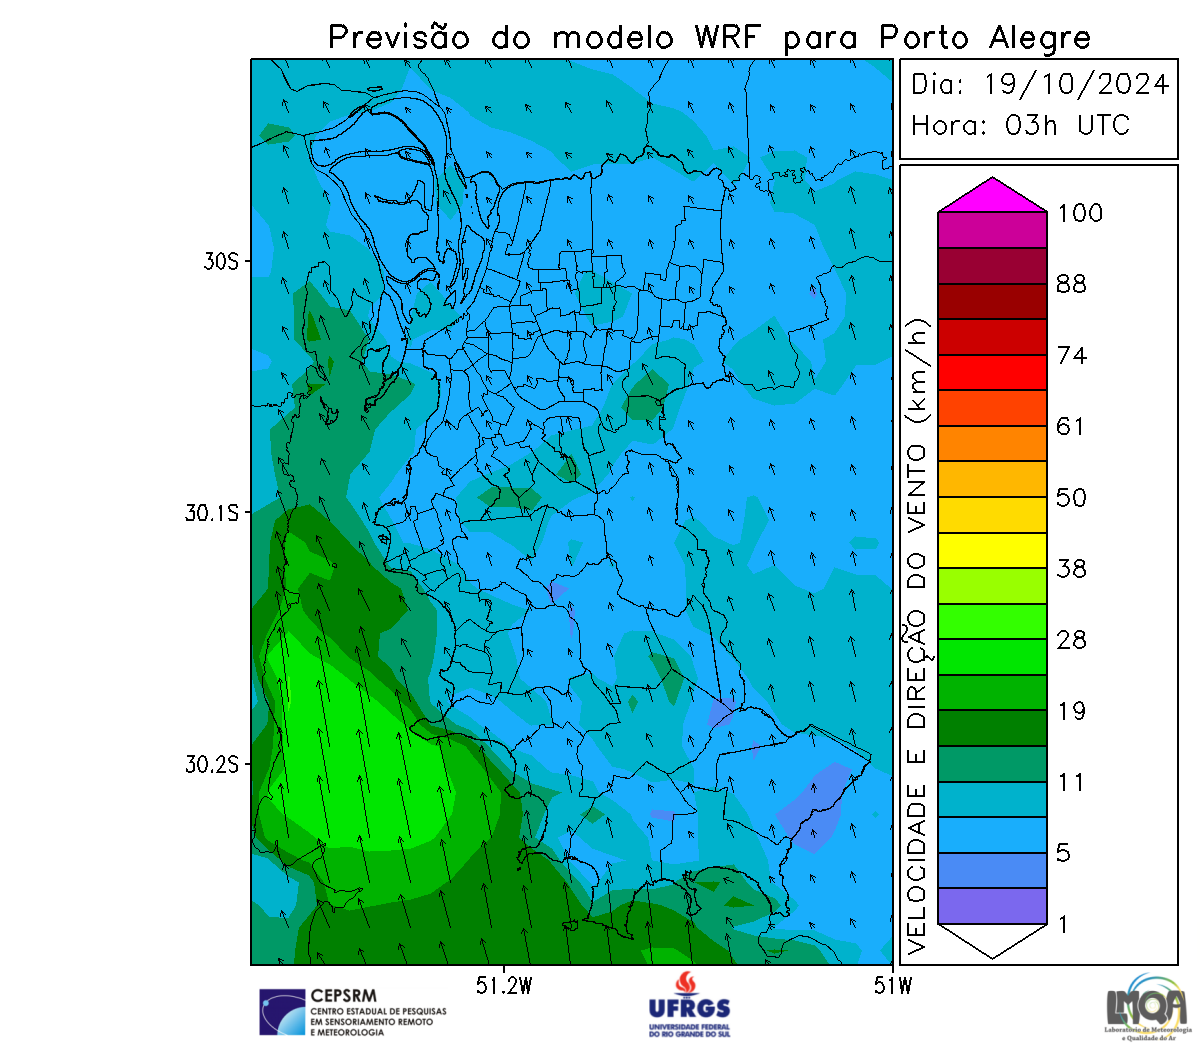 Previsão do modelo WRF para Porto Alegre
Dia: 19/10/2024
Hora: 03h UTC
30S
30.1S
30.2S
51.2W
51W
VELOCIDADE E DIREÇÃO DO VENTO (km/h)
100
88
74
61
50
38
28
19
11
5
1
CEPSRM
CENTRO ESTADUAL DE PESQUISAS
EM SENSORIAMENTO REMOTO
E METEOROLOGIA
UFRGS
UNIVERSIDADE FEDERAL
DO RIO GRANDE DO SUL
LMQA
Laboratório de Meteorologia
e Qualidade do Ar